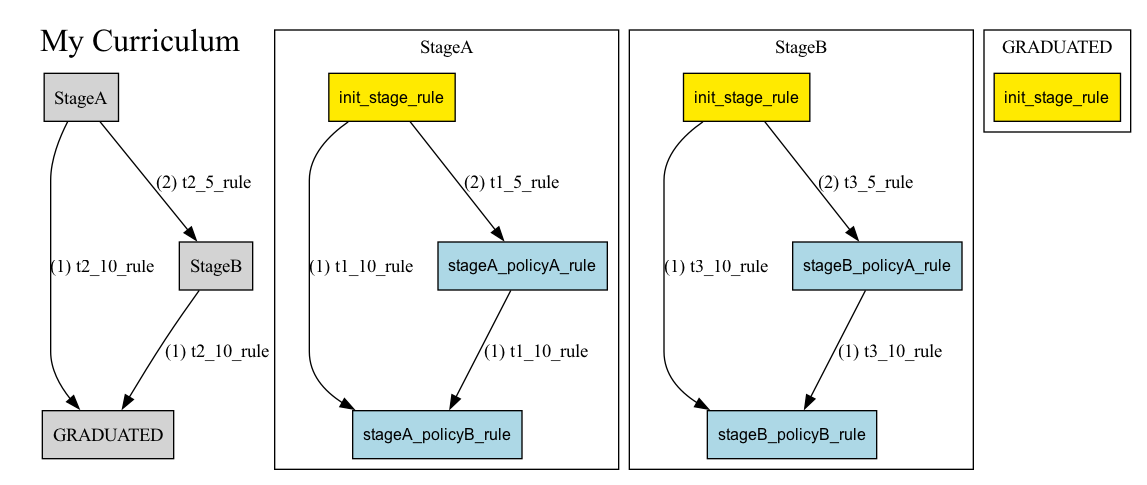 My Curriculum
StageA
(2) t2_5_rule
(1) t2_10_rule
StageB
(1) t2_10_rule
GRADUATED
StageA
init_stage_rule
(2) t1_5_rule
(1) t1_10_rule
stageA_policyA_rule
(1) t1_10_rule
stageA_policyB_rule
StageB
init_stage_rule
(2) t3_5_rule
(1) t3_10_rule
stageB_policyA_rule
(1) t3_10_rule
stageB_policyB_rule
GRADUATED
init_stage_rule